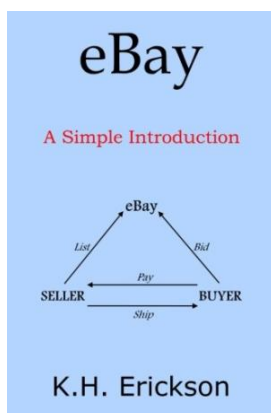 eBay
A Simple Introduction
eBay
List
Bid
Pay
SELLER
BUYER
Ship
K.H. Erickson